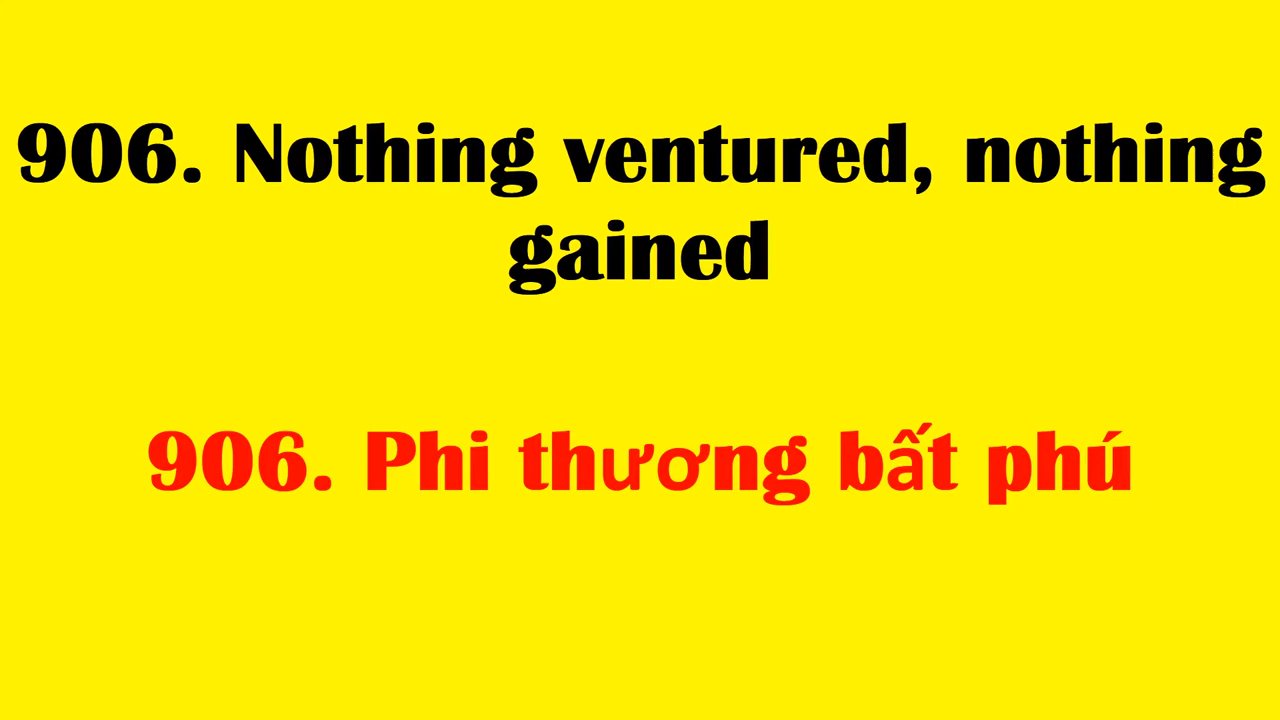 906. Nothing ventured, nothing
gained
906. Phi thương bất phú